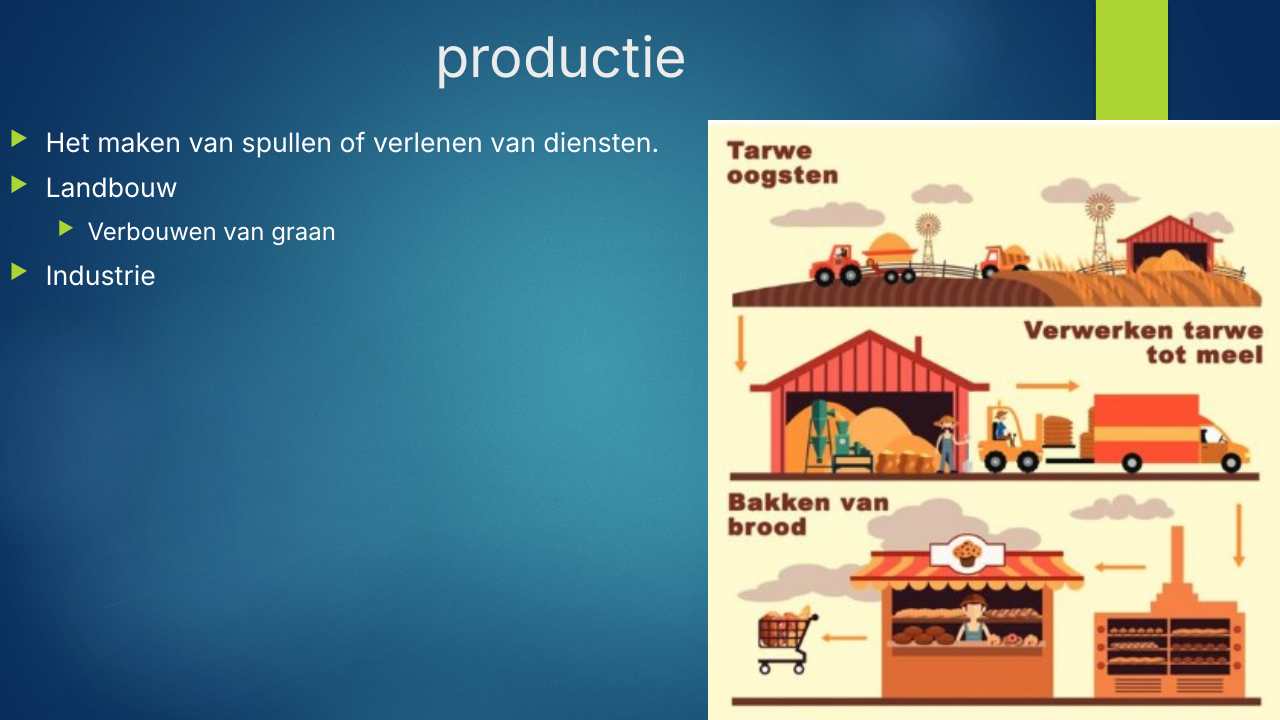 productie
Het maken van spullen of verlenen van diensten.
Landbouw
Verbouwen van graan
Industrie
Tarwe
oogsten
Verwerken tarwe
tot meel
Bakken van
brood